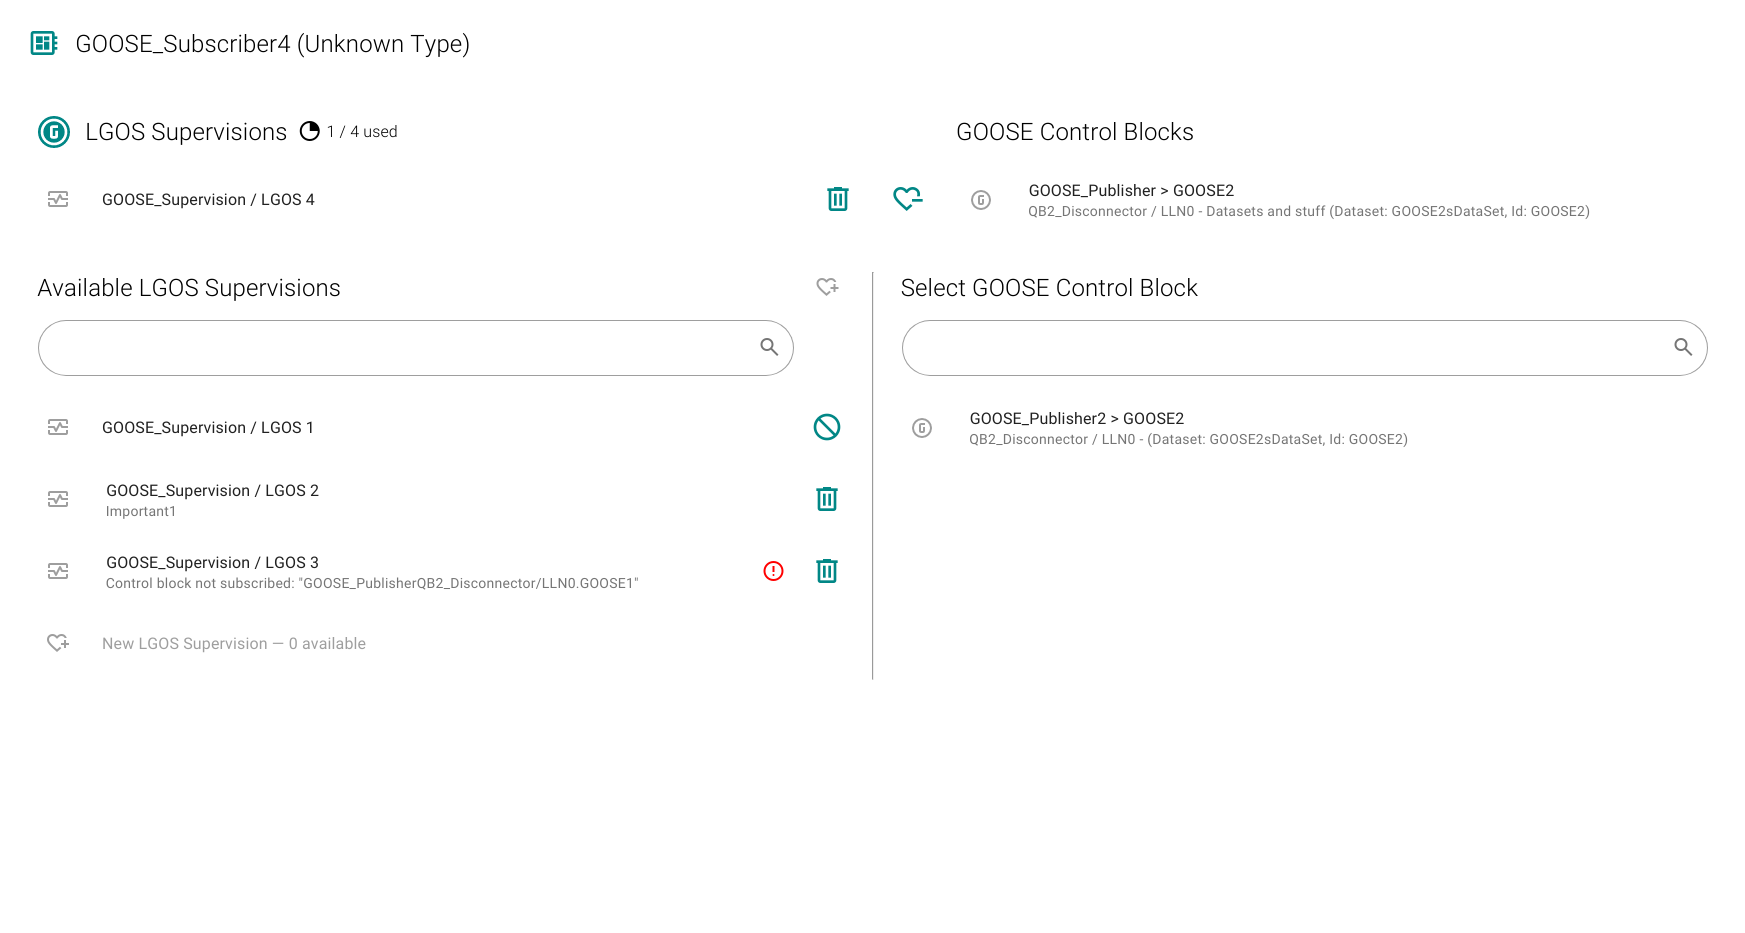 GOOSE_Subscriber4 (Unknown Type)
LGOS Supervisions
1 / 4 used
GOOSE Control Blocks
GOOSE_Supervision / LGOS 4
GOOSE_Publisher > GOOSE2
QB2_Disconnector / LLN0 - Datasets and stuff (Dataset: GOOSE2sDataSet, Id: GOOSE2)
Available LGOS Supervisions
GOOSE_Supervision / LGOS 1
GOOSE_Supervision / LGOS 2
Important1
GOOSE_Supervision / LGOS 3
Control block not subscribed: "GOOSE_PublisherQB2_Disconnector/LLN0.GOOSE1"
New LGOS Supervision — 0 available
Select GOOSE Control Block
GOOSE_Publisher2 > GOOSE2
QB2_Disconnector / LLN0 - (Dataset: GOOSE2sDataSet, Id: GOOSE2)